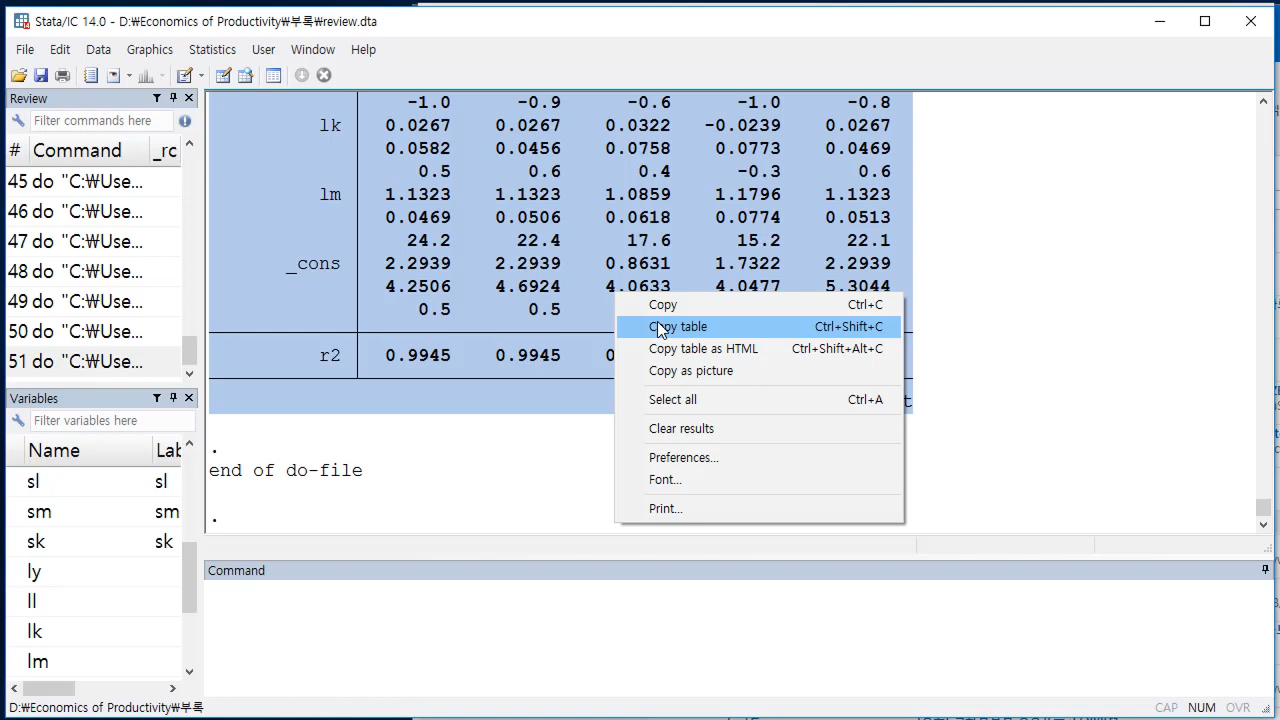 Stata/IC 14.0 - D:₩Economics of Productivity₩부록₩review.dta
File Edit Data Graphics Statistics User Window Help
Review
Filter commands here
# Command _rc
45 do "C:₩Use...
46 do "C:₩Use...
47 do "C:₩Use...
48 do "C:₩Use...
49 do "C:₩Use...
50 do "C:₩Use...
51 do "C:₩Use...
Variables
Filter variables here
Name Lab
sl sl
sm sm
sk sk
ly
ll
lk
lm
-1.0 -0.9 -0.6 -1.0 -0.8
lk 0.0267 0.0267 0.0322 -0.0239 0.0267
0.0582 0.0456 0.0758 0.0773 0.0469
0.5 0.6 0.4 -0.3 0.6
lm 1.1323 1.1323 1.0859 1.1796 1.1323
0.0469 0.0506 0.0618 0.0774 0.0513
24.2 22.4 17.6 15.2 22.1
_cons 2.2939 2.2939 0.8631 1.7322 2.2939
4.2506 4.6924 4.0633 4.0477 5.3044
0.5 0.5
r2 0.9945 0.9945 0
t
.
end of do-file
.
Copy Ctrl+C
Copy table Ctrl+Shift+C
Copy table as HTML Ctrl+Shift+Alt+C
Copy as picture
Select all Ctrl+A
Clear results
Preferences...
Font...
Print...
Command
D:₩Economics of Productivity₩부록
CAP NUM OVR